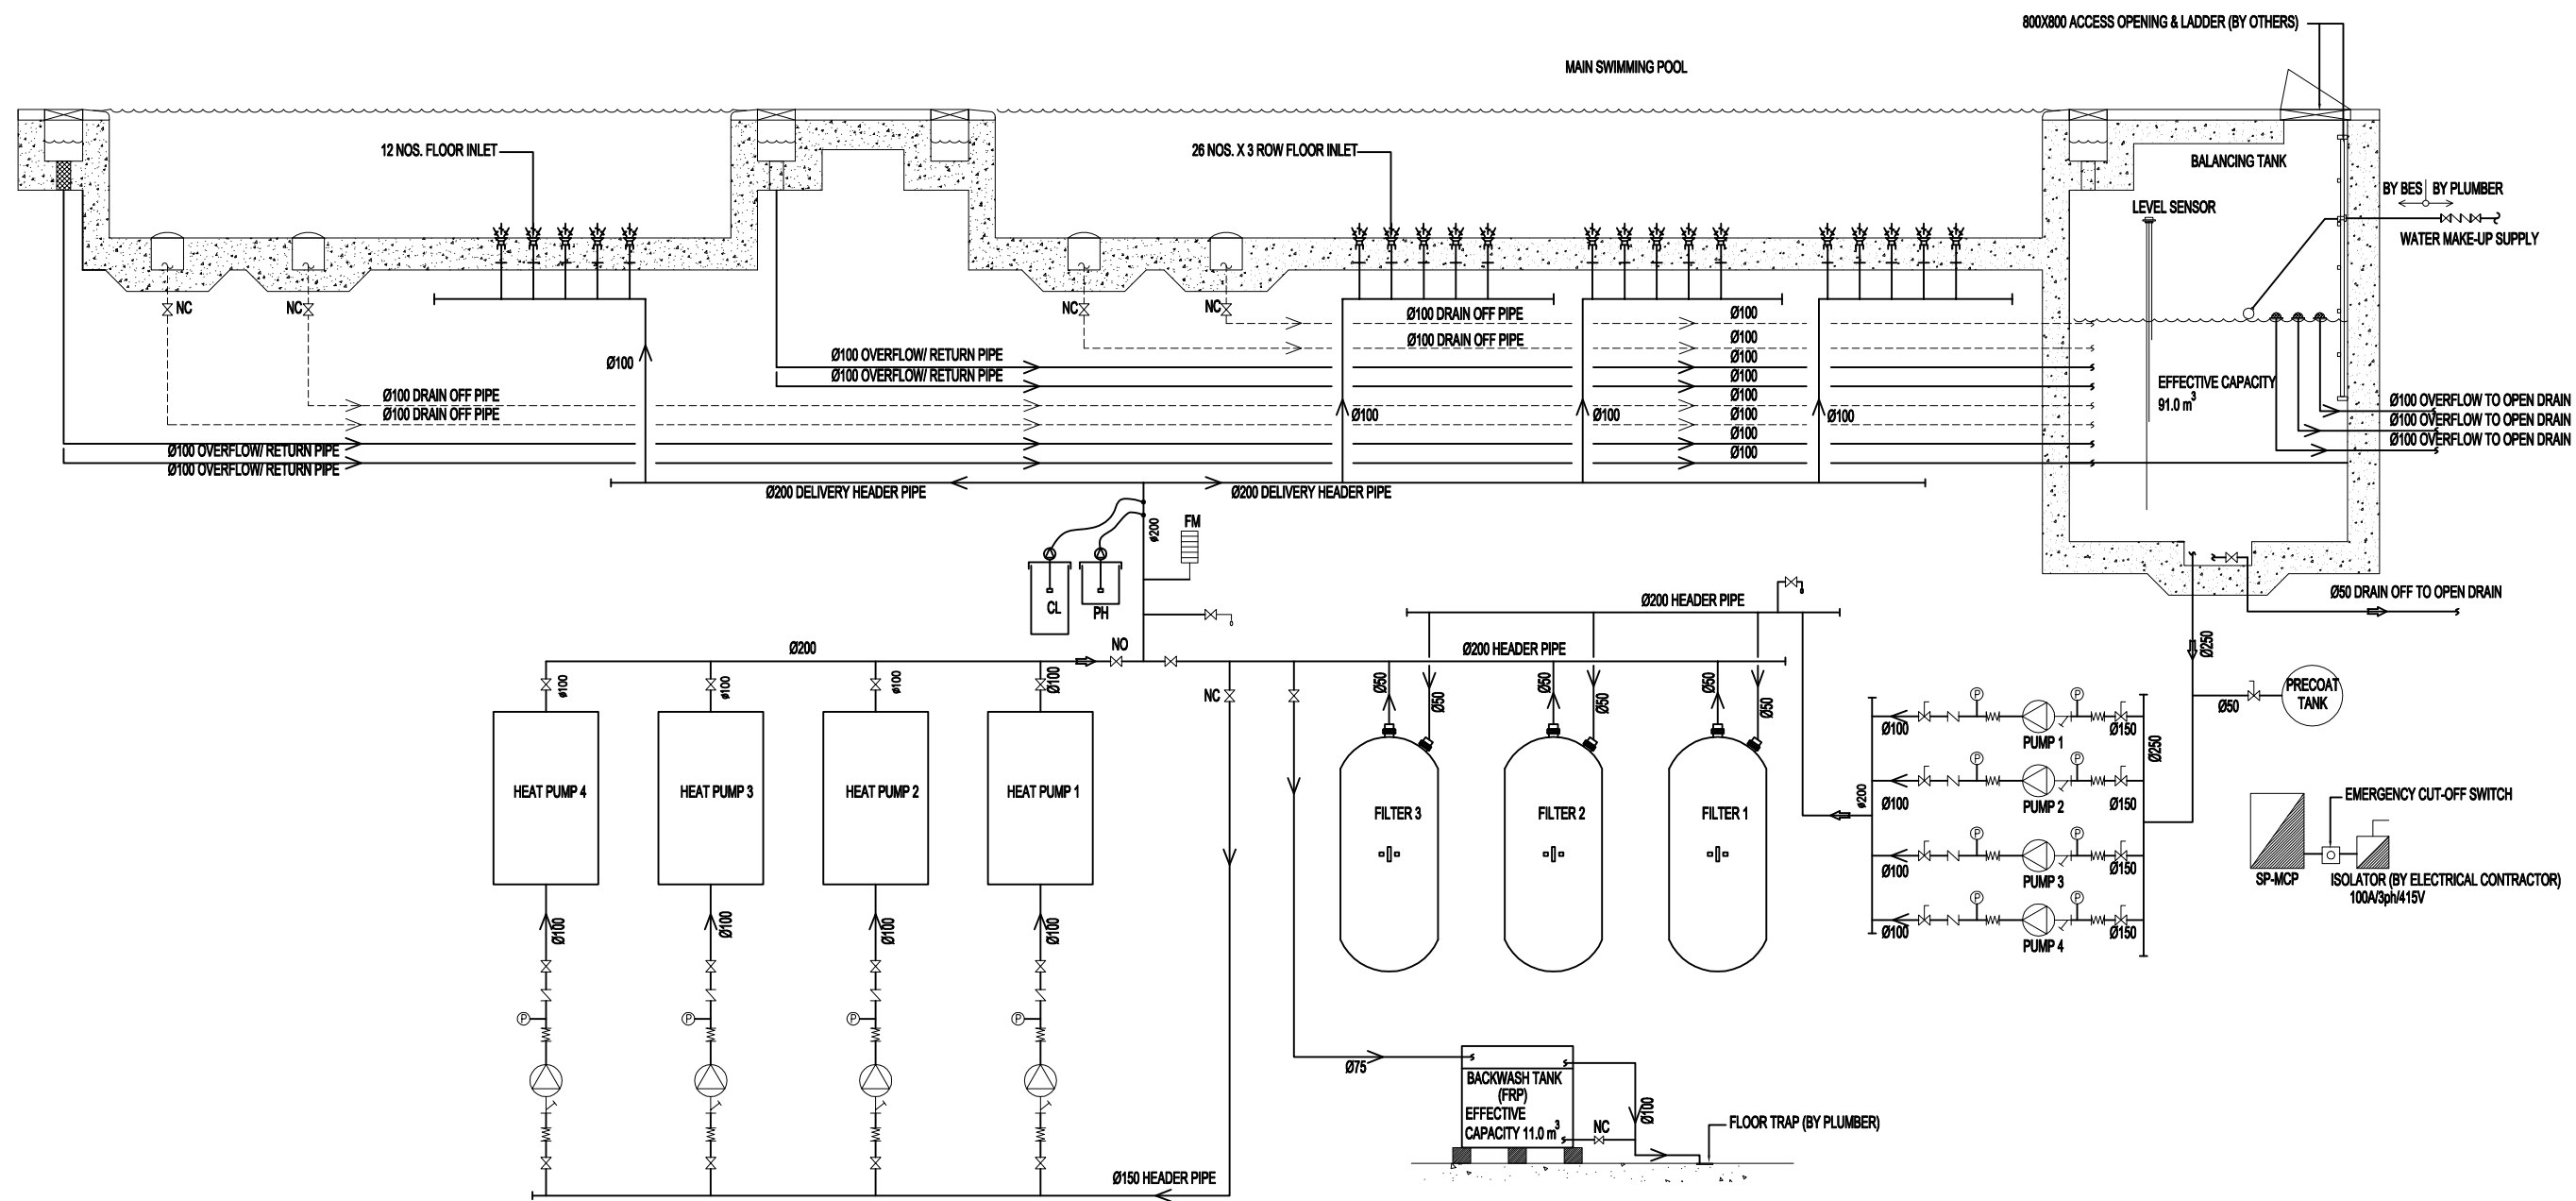 800X800 ACCESS OPENING & LADDER (BY OTHERS)
MAIN SWIMMING POOL
12 NOS. FLOOR INLET
26 NOS. X 3 ROW FLOOR INLET
BALANCING TANK
BY BES
BY PLUMBER
LEVEL SENSOR
WATER MAKE-UP SUPPLY
NC
NC
NC
NC
Ø100 DRAIN OFF PIPE
Ø100
Ø100 DRAIN OFF PIPE
Ø100
Ø100
Ø100 OVERFLOW/ RETURN PIPE
Ø100
Ø100 OVERFLOW/ RETURN PIPE
Ø100
Ø100 DRAIN OFF PIPE
Ø100
Ø100 DRAIN OFF PIPE
Ø100
Ø100
Ø100
Ø100
Ø100
Ø100
EFFECTIVE CAPACITY
91.0 m³
Ø100 OVERFLOW TO OPEN DRAIN
Ø100 OVERFLOW TO OPEN DRAIN
Ø100 OVERFLOW TO OPEN DRAIN
Ø100 OVERFLOW/ RETURN PIPE
Ø100 OVERFLOW/ RETURN PIPE
Ø200 DELIVERY HEADER PIPE
Ø200 DELIVERY HEADER PIPE
ø200
FM
CL
PH
Ø50 DRAIN OFF TO OPEN DRAIN
Ø200 HEADER PIPE
Ø200
NO
Ø200 HEADER PIPE
Ø250
ø100
ø100
ø100
Ø100
NC
Ø50
Ø50
Ø50
Ø50
Ø50
Ø50
PRECOAT
TANK
Ø50
P
P
Ø100
PUMP 1
Ø150
Ø250
P
P
Ø100
PUMP 2
Ø150
ø200
P
P
Ø100
PUMP 3
Ø150
P
P
Ø100
PUMP 4
Ø150
HEAT PUMP 4
HEAT PUMP 3
HEAT PUMP 2
HEAT PUMP 1
FILTER 3
FILTER 2
FILTER 1
EMERGENCY CUT-OFF SWITCH
SP-MCP
ISOLATOR (BY ELECTRICAL CONTRACTOR)
100A/3ph/415V
Ø100
Ø100
Ø100
Ø100
P
P
P
P
Ø75
BACKWASH TANK
(FRP)
EFFECTIVE
CAPACITY 11.0 m³
Ø100
NC
FLOOR TRAP (BY PLUMBER)
Ø150 HEADER PIPE